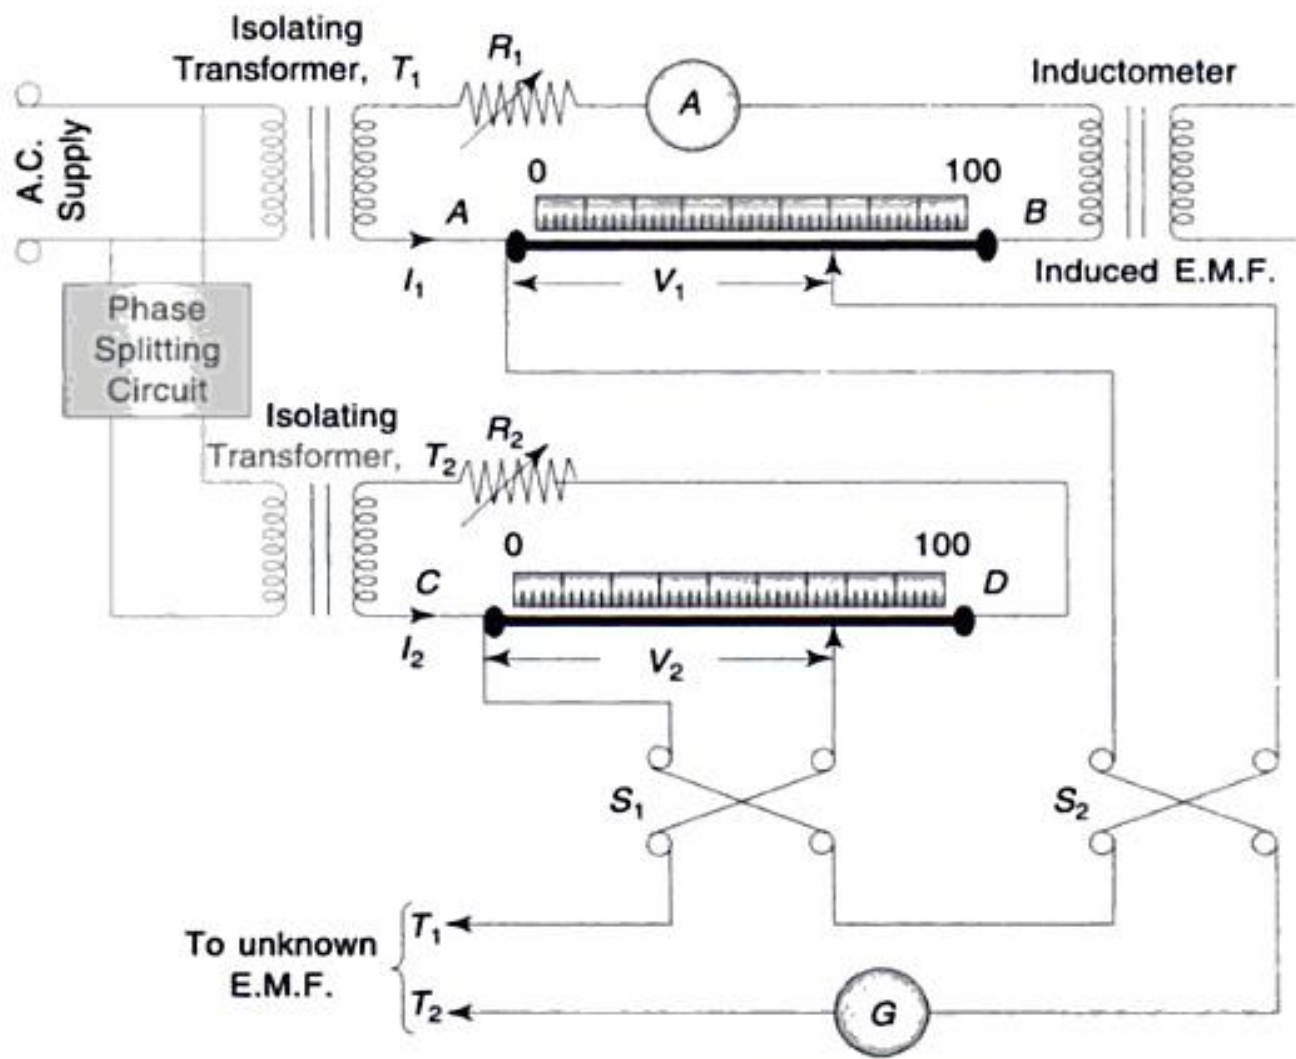 Isolating
Transformer, T₁
R₁
A
Inductometer
A.C.
Supply
0
100
A
B
I₁
V₁
Induced E.M.F.
Phase
Splitting
Circuit
Isolating
Transformer, T₂
R₂
0
100
C
D
I₂
V₂
S₁
S₂
To unknown
E.M.F.
T₁
T₂
G